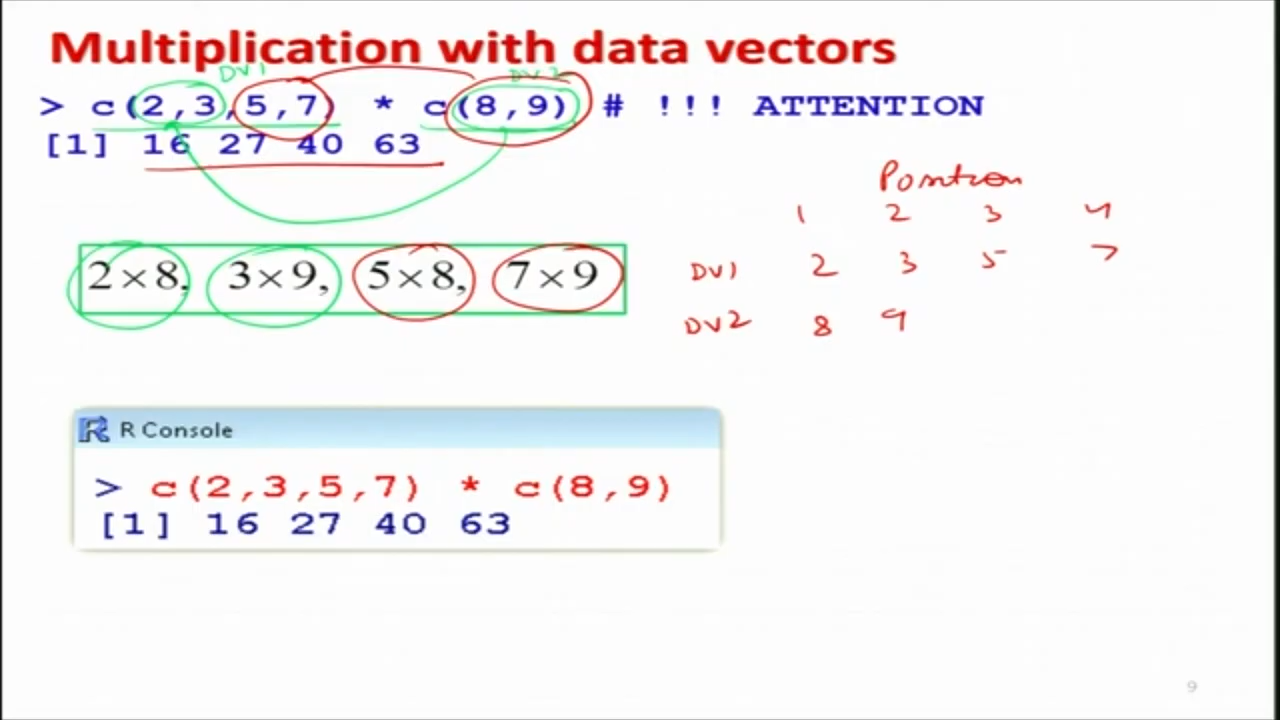 Multiplication with data vectors
DV1 DV2
> c(2,3,5,7) * c(8,9) # !!! ATTENTION
[1] 16 27 40 63
Position
1 2 3 4
2×8, 3×9, 5×8, 7×9
DV1 2 3 5 7
DV2 8 9
R Console
> c(2,3,5,7) * c(8,9)
[1] 16 27 40 63
9